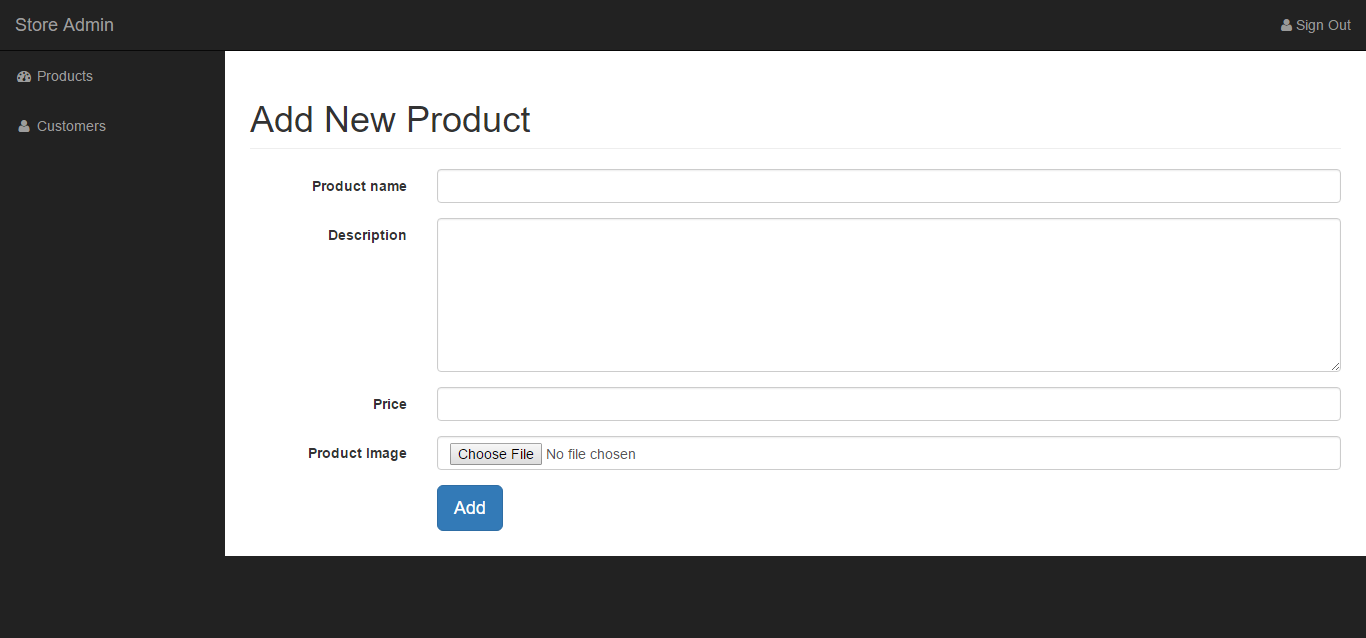 Store Admin
Sign Out
Products
Customers
Add New Product
Product name
Description
Price
Product Image
Choose File No file chosen
Add